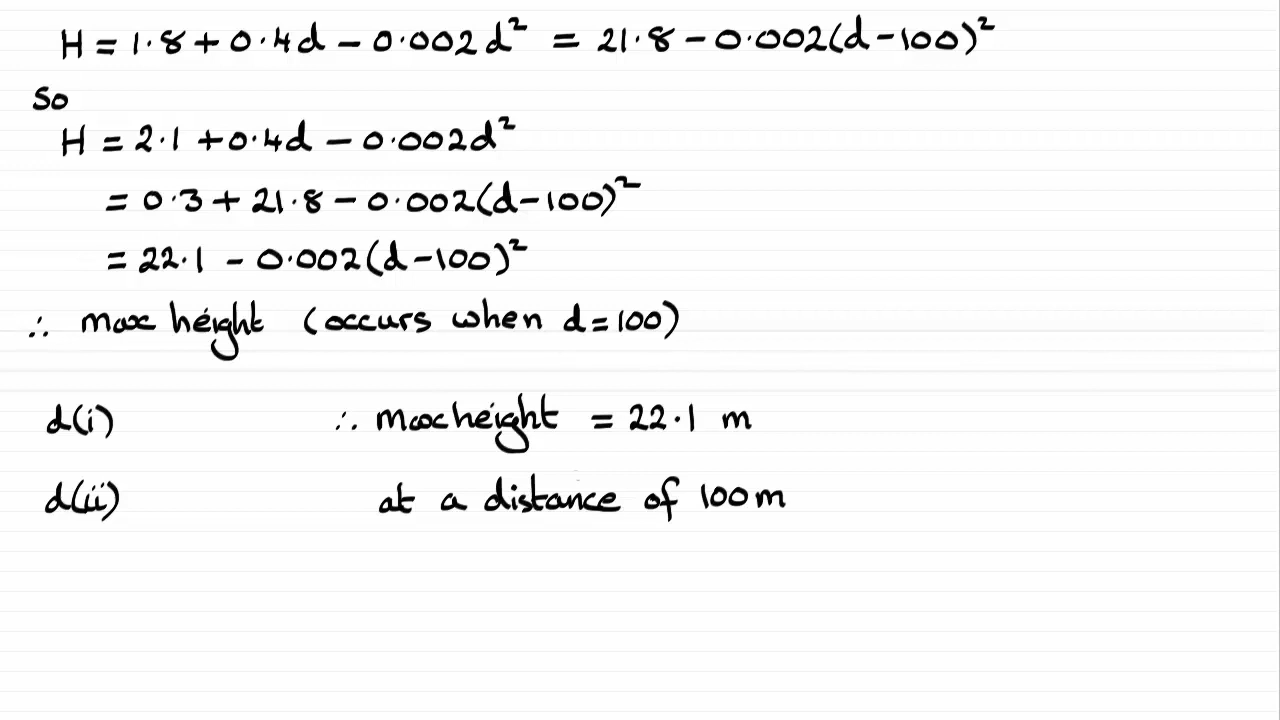 H = 1·8 + 0·4d − 0·002d² = 21·8 − 0·002(d−100)²
So
H = 2·1 + 0·4d − 0·002d²
= 0·3 + 21·8 − 0·002(d−100)²
= 22·1 − 0·002(d−100)²
∴ max height (occurs when d=100)
d(i) ∴ max height = 22·1 m
d(ii) at a distance of 100m